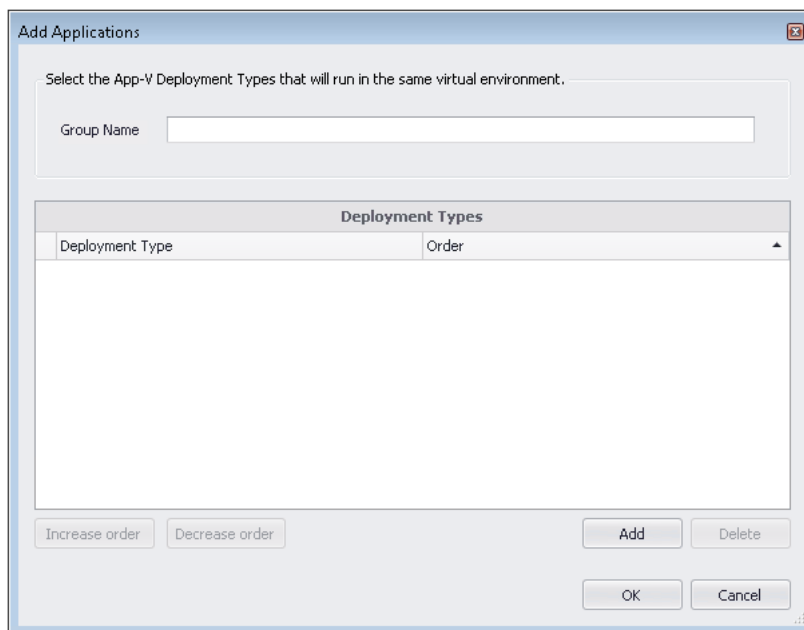 Add Applications
Select the App-V Deployment Types that will run in the same virtual environment.
Group Name
Deployment Types
Deployment Type Order
Increase order Decrease order Add Delete
OK Cancel